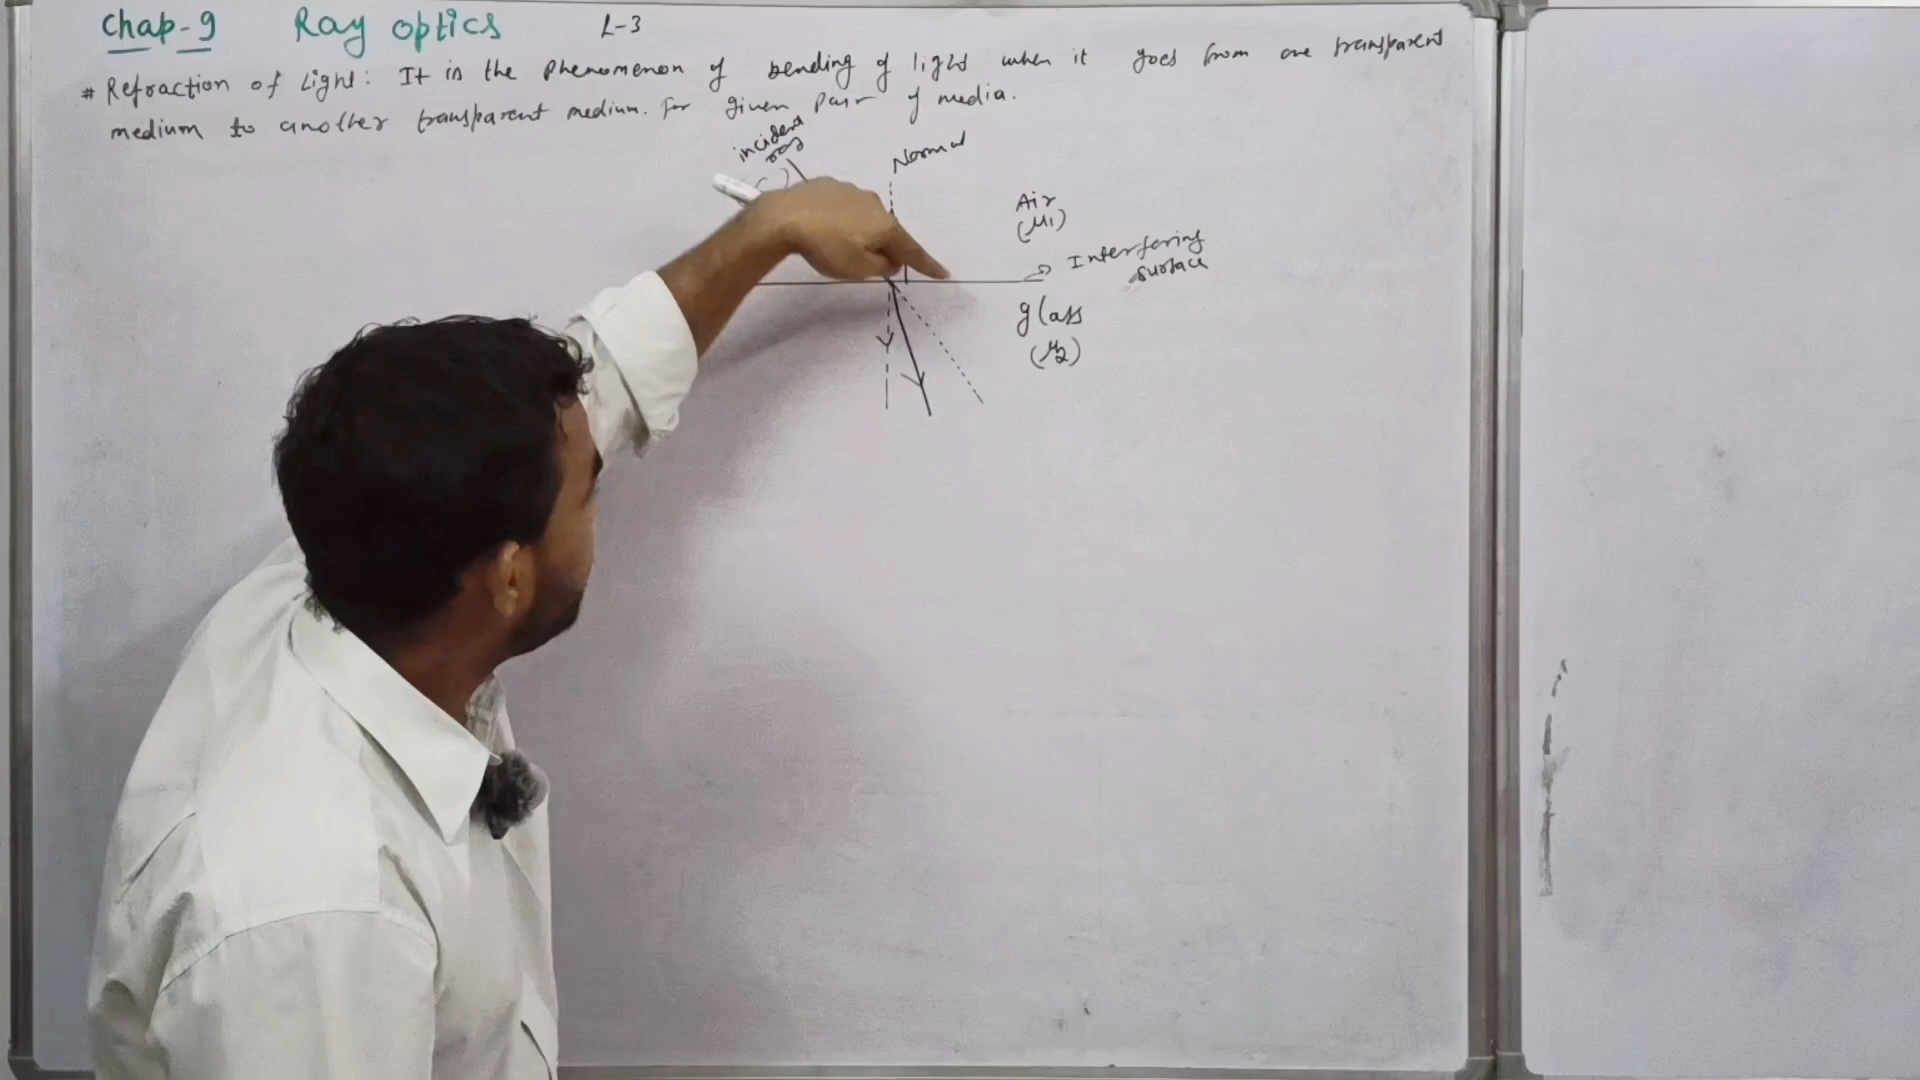 Chap-9 Ray optics L-3
# Refraction of Light: It is the phenomenon of bending of light when it goes from one transparent
medium to another transparent medium. For given pair of media.
incident
ray
Normal
Air
(μ1)
Interfering
surface
glass
(μ2)